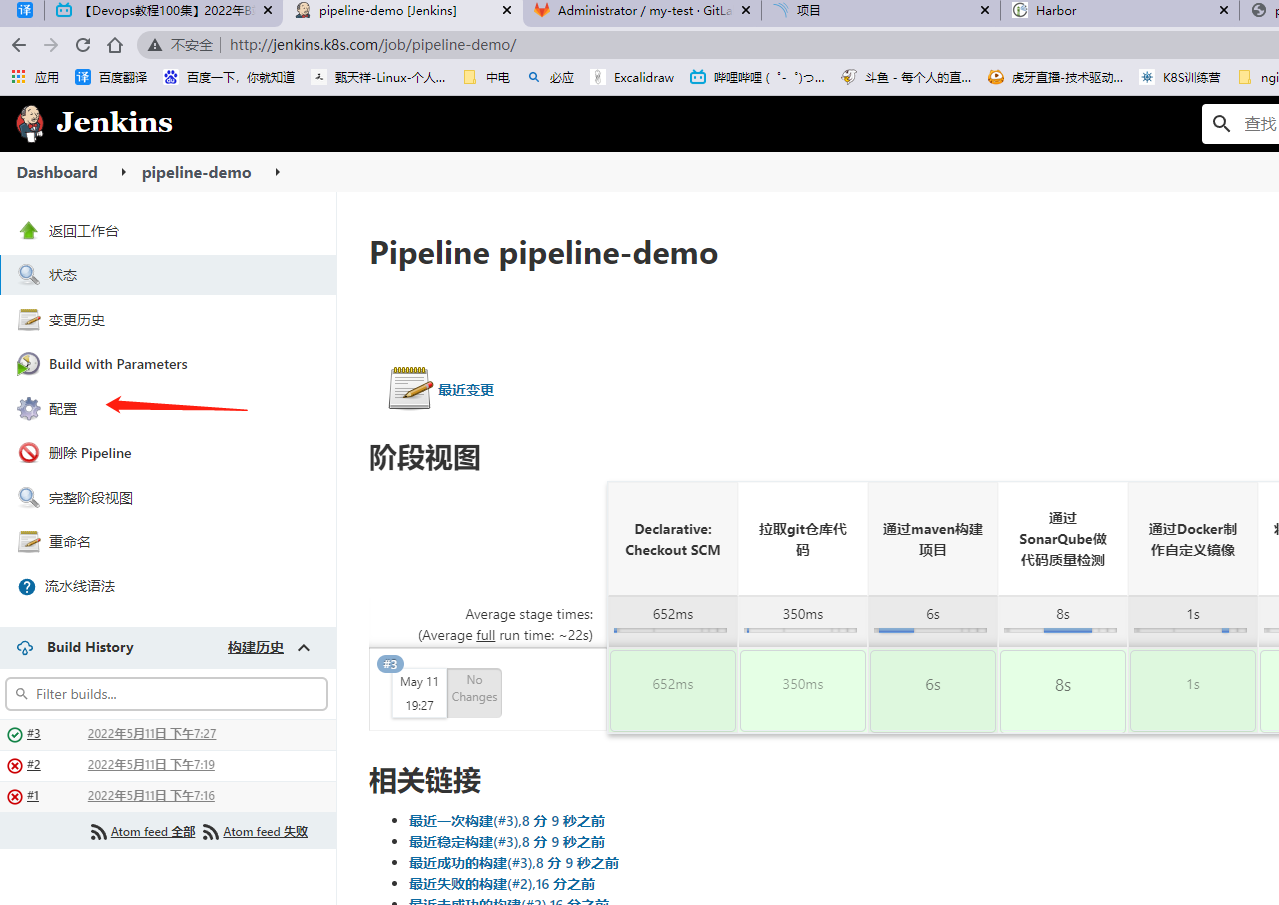 译 【Devops教程100集】2022年B × pipeline-demo [Jenkins] × Administrator / my-test · GitLa × 项目 × Harbor ×
不安全 http://jenkins.k8s.com/job/pipeline-demo/
应用 译 百度翻译 百度一下，你就知道 甄天祥-Linux-个人... 中电 必应 Excalidraw 哔哩哔哩 (゜-゜)つ... 斗鱼 - 每个人的直... 虎牙直播-技术驱动... K8S训练营 ngi
Jenkins
查找
Dashboard pipeline-demo
返回工作台
状态
变更历史
Build with Parameters
配置
删除 Pipeline
完整阶段视图
重命名
流水线语法
Build History 构建历史
Filter builds...
#3 2022年5月11日 下午7:27
#2 2022年5月11日 下午7:19
#1 2022年5月11日 下午7:16
Atom feed 全部 Atom feed 失败
Pipeline pipeline-demo
最近变更
阶段视图
Declarative:
Checkout SCM
拉取git仓库代
码
通过maven构建
项目
通过
SonarQube做
代码质量检测
通过Docker制
作自定义镜像
Average stage times:
(Average full run time: ~22s)
652ms 350ms 6s 8s 1s
#3
May 11
19:27
No
Changes
652ms 350ms 6s 8s 1s
相关链接
最近一次构建(#3),8 分 9 秒之前
最近稳定构建(#3),8 分 9 秒之前
最近成功的构建(#3),8 分 9 秒之前
最近失败的构建(#2),16 分之前
最近未成功的构建(#2),16 分之前